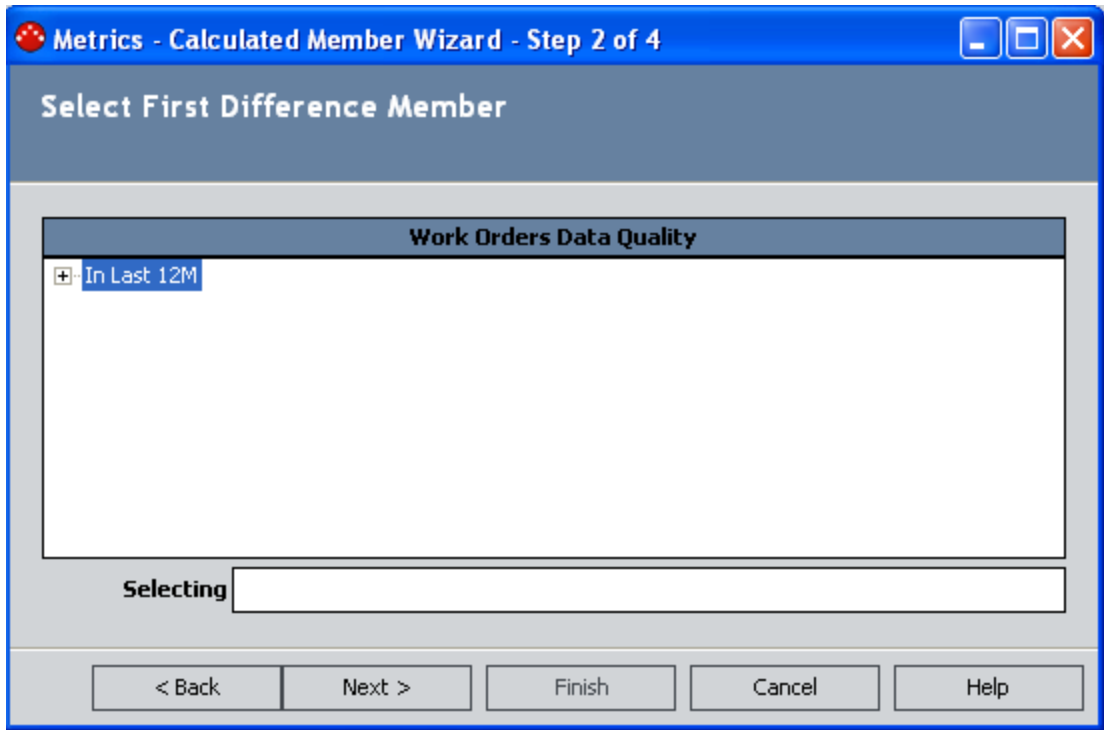 Metrics - Calculated Member Wizard - Step 2 of 4
Select First Difference Member
Work Orders Data Quality
In Last 12M
Selecting
< Back Next > Finish Cancel Help